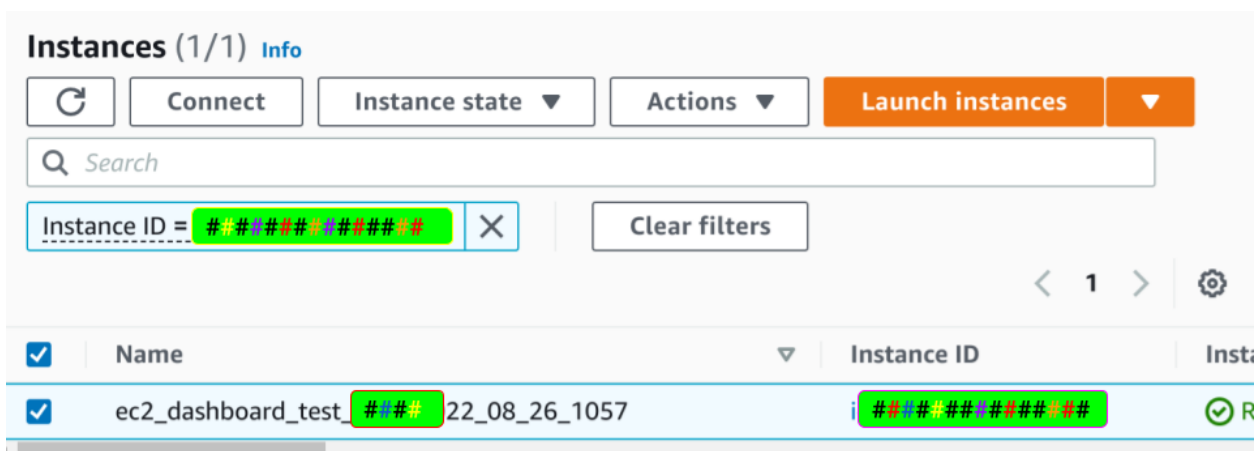 Instances (1/1) Info
Connect Instance state Actions Launch instances
Search
Instance ID = ############### Clear filters
1
Name Instance ID Insta
ec2_dashboard_test_####22_08_26_1057 i############### R